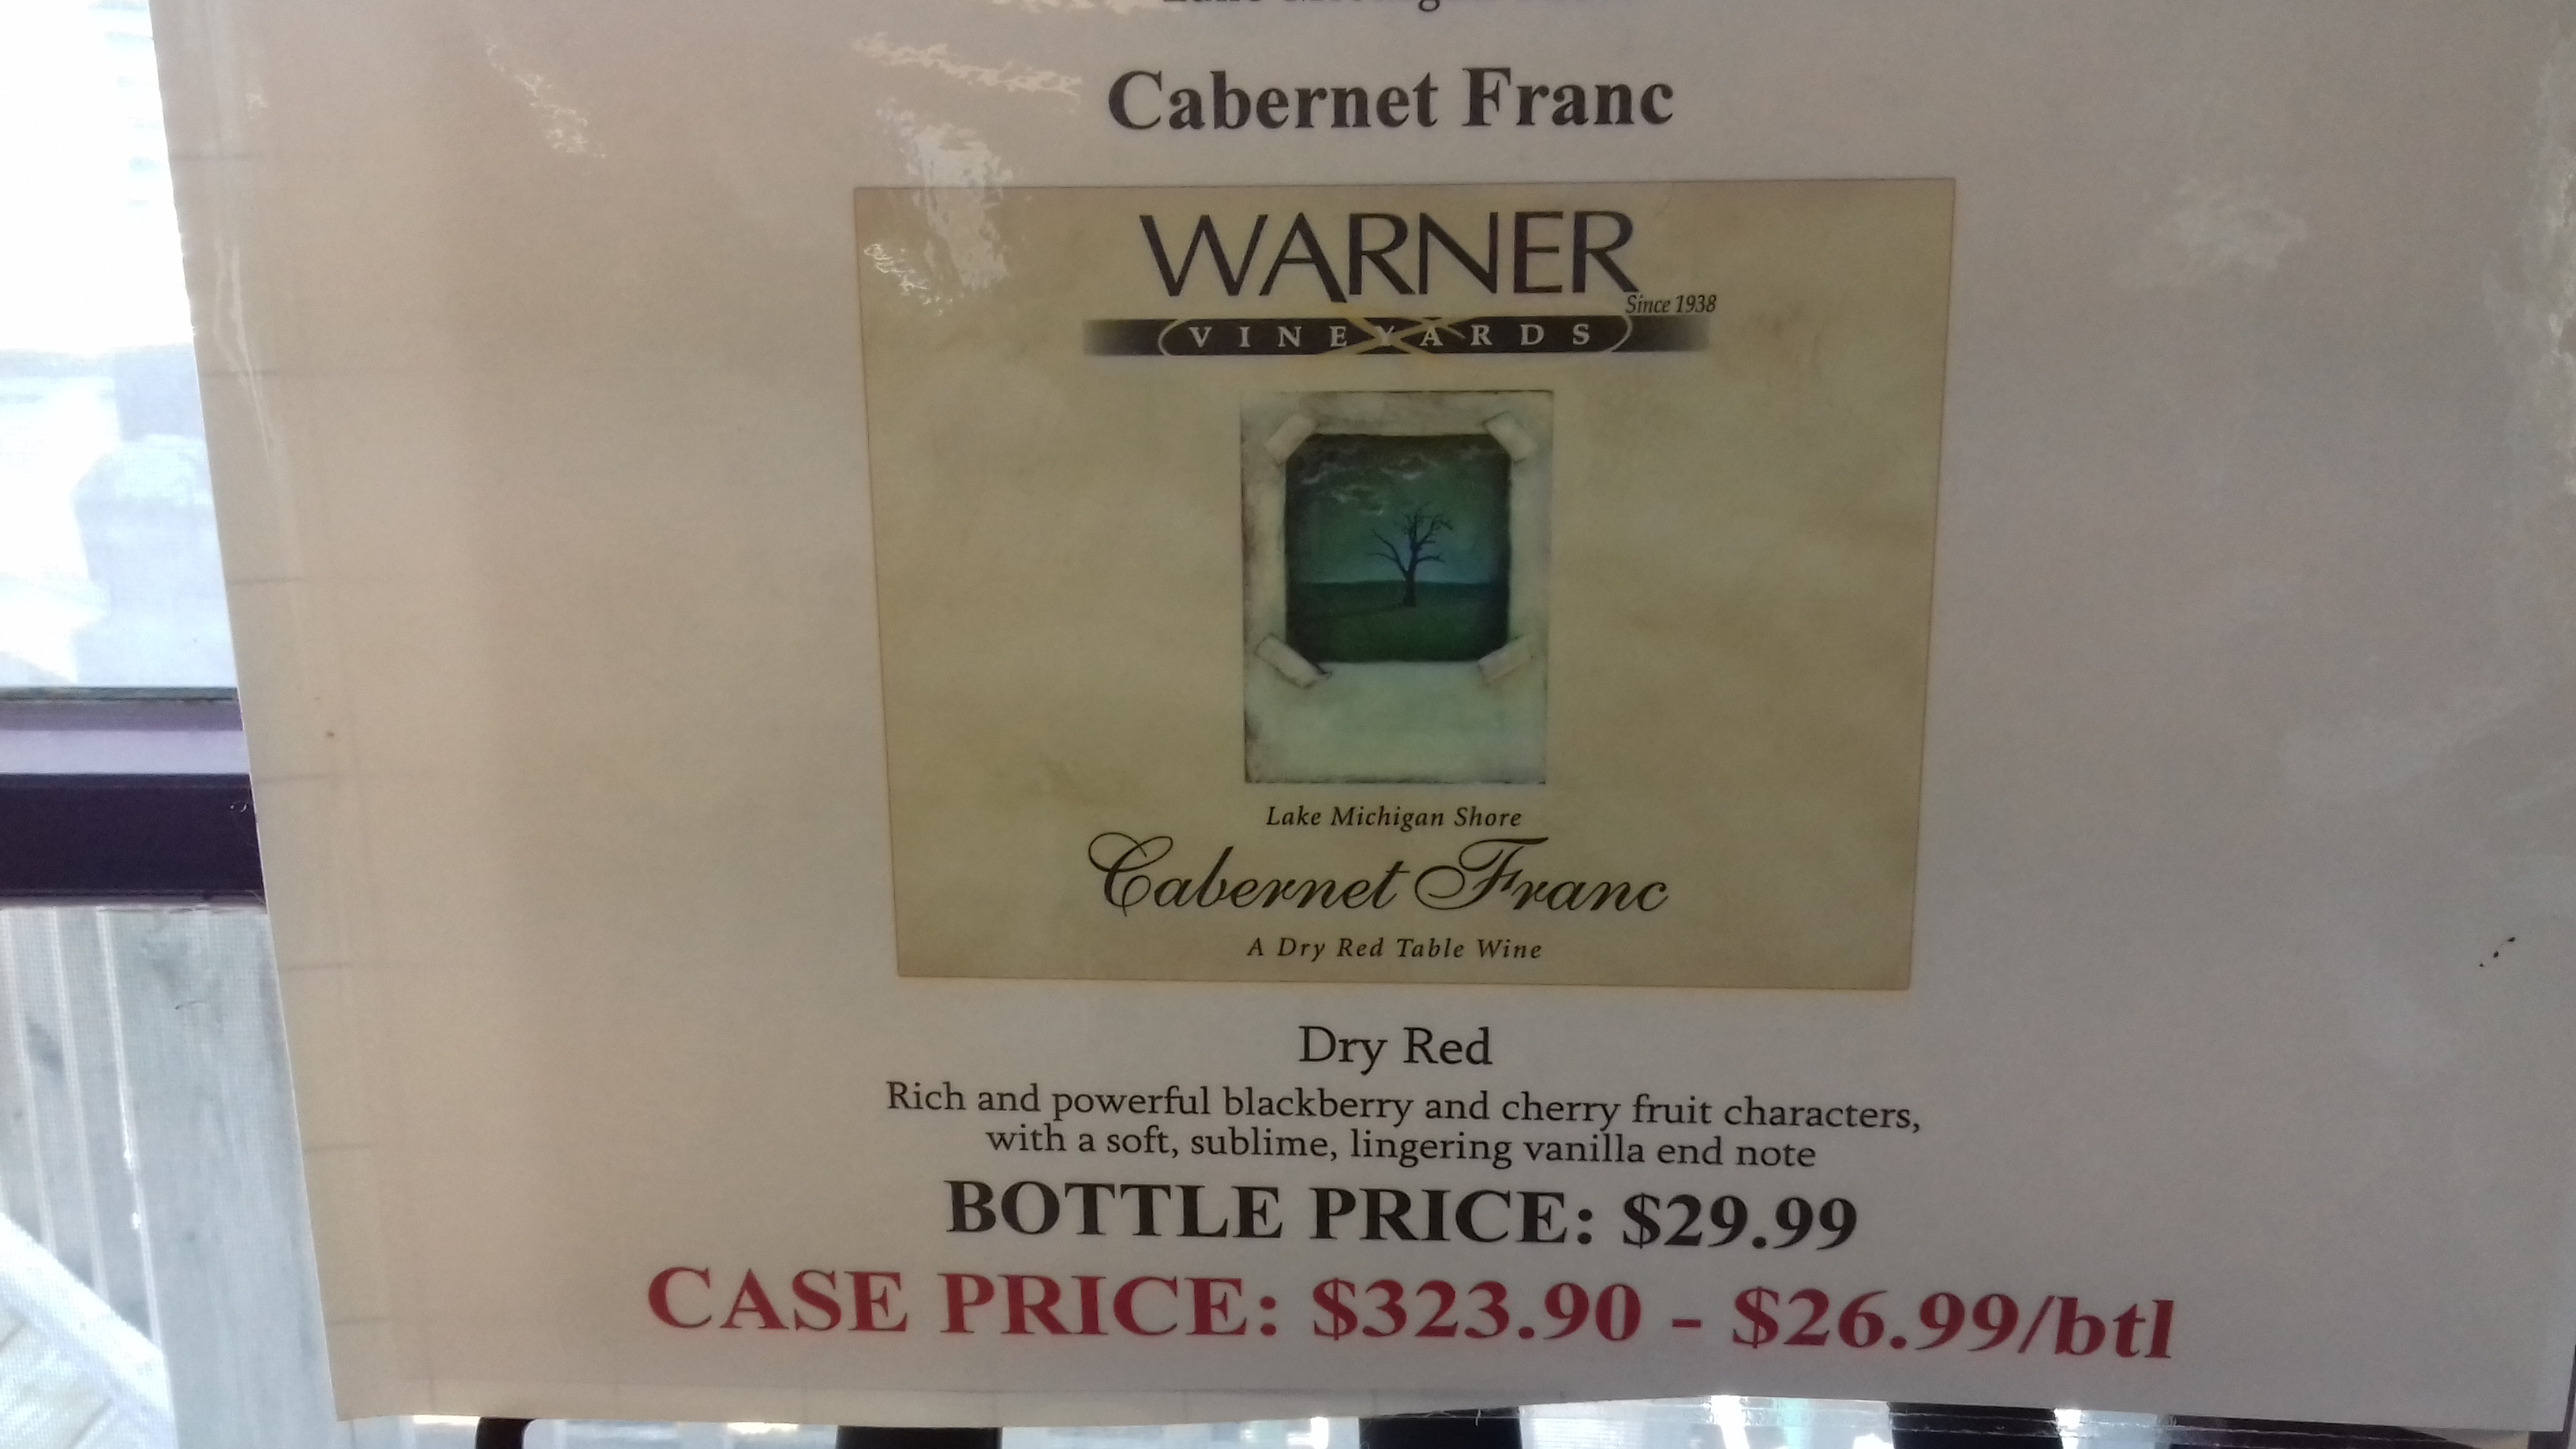 Cabernet Franc
WARNER
Since 1938
VINEYARDS
Lake Michigan Shore
Cabernet Franc
A Dry Red Table Wine
Dry Red
Rich and powerful blackberry and cherry fruit characters,
with a soft, sublime, lingering vanilla end note
BOTTLE PRICE: $29.99
CASE PRICE: $323.90 - $26.99/btl